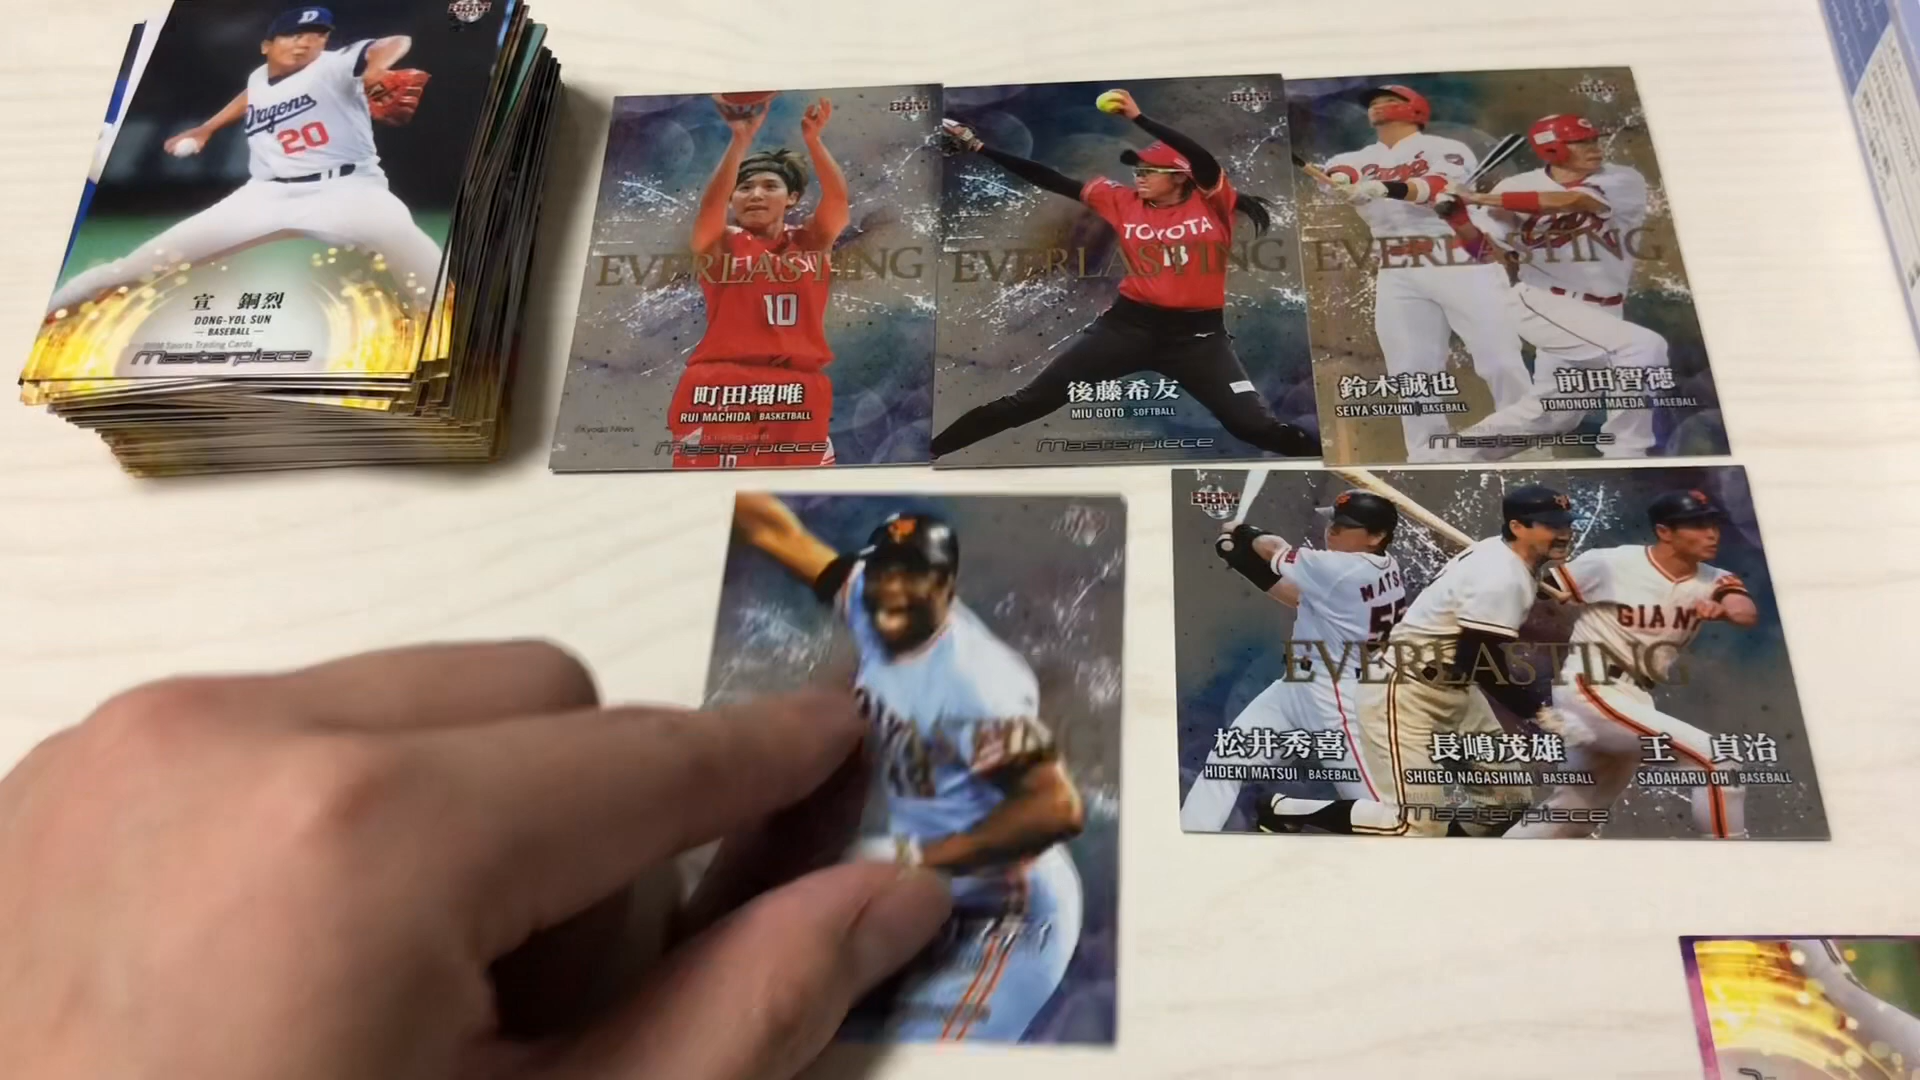 BBM
D
Dragons
20
宣 銅烈
DONG-YOL SUN
— BASEBALL —
BBM Sports Trading Cards
Masterpiece
BBM
EVERLASTING
10
町田瑠唯
RUI MACHIDA BASKETBALL
©Kyodo News
Masterpiece
BBM
TOYOTA
EVERLASTING
後藤希友
MIU GOTO SOFTBALL
Masterpiece
BBM
EVERLASTING
鈴木誠也
SEIYA SUZUKI BASEBALL
前田智徳
TOMONORI MAEDA BASEBALL
Masterpiece
BBM
MATS
55
GIAN
EVERLASTING
松井秀喜
HIDEKI MATSUI BASEBALL
長嶋茂雄
SHIGEO NAGASHIMA BASEBALL
王 貞治
SADAHARU OH BASEBALL
Masterpiece